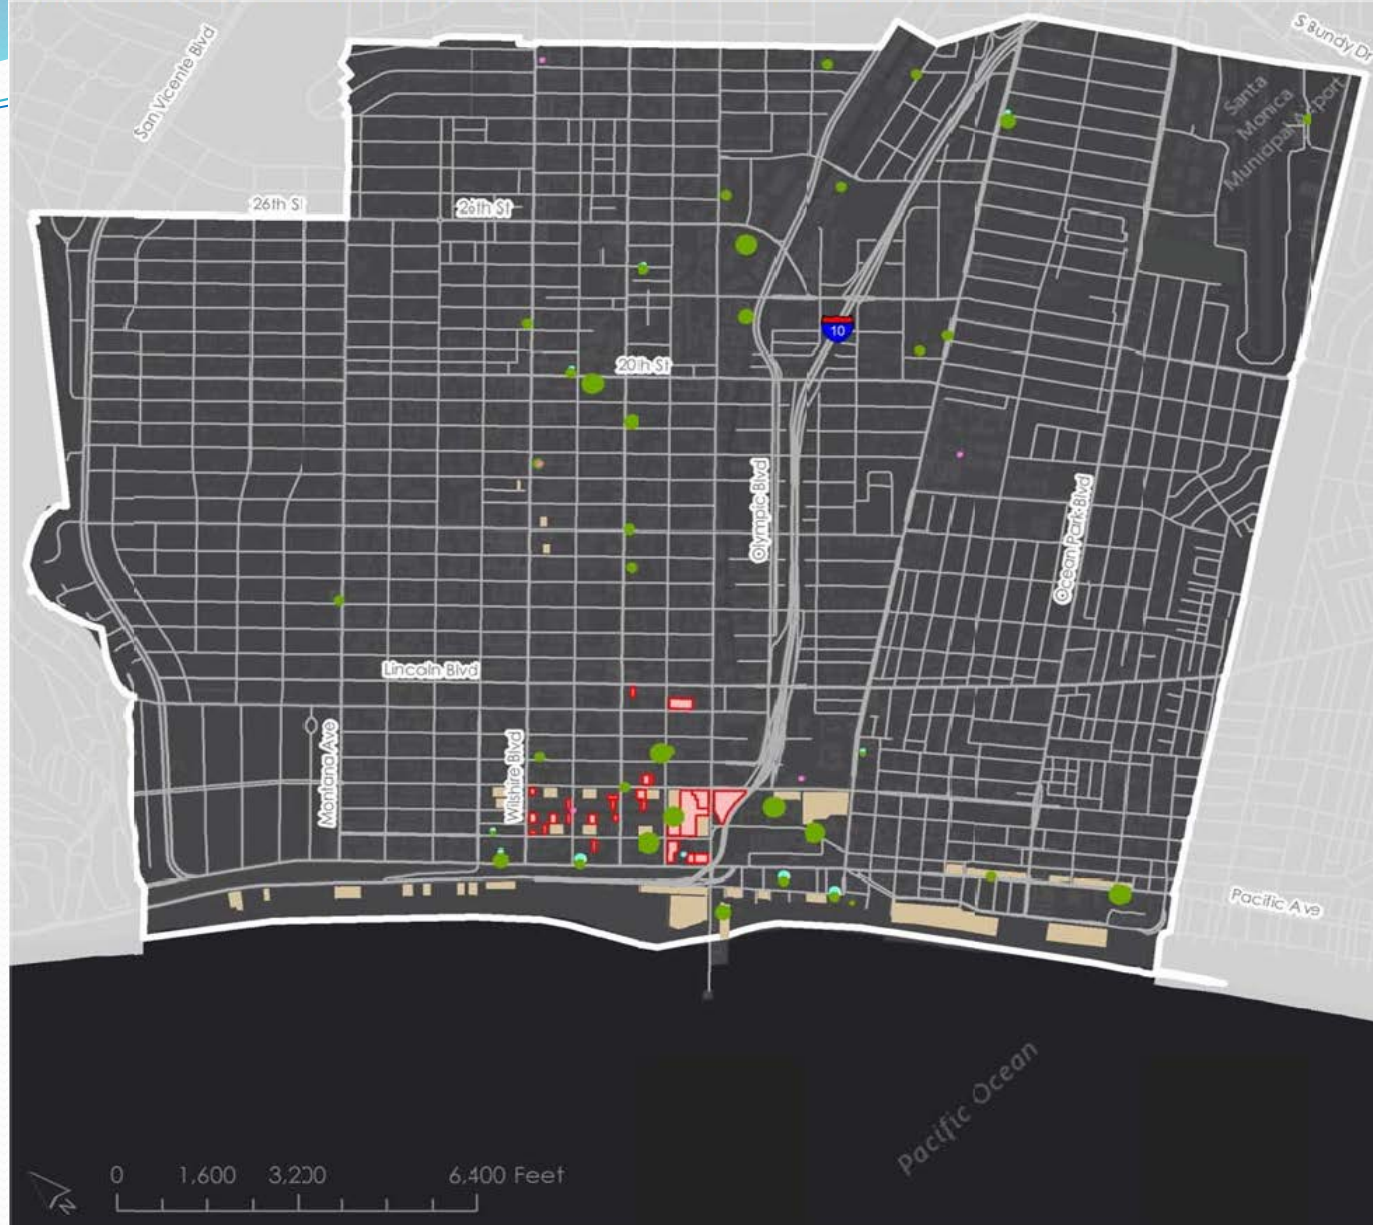 S Bundy Dr
San Vicente Blvd
Santa
Monica
Municipal Airport
26th St
26th St
10
20th St
Olympic Blvd
Ocean Park Blvd
Lincoln Blvd
Montana Ave
Wilshire Blvd
Pacific Ave
Pacific Ocean
0 1,600 3,200 6,400 Feet
N